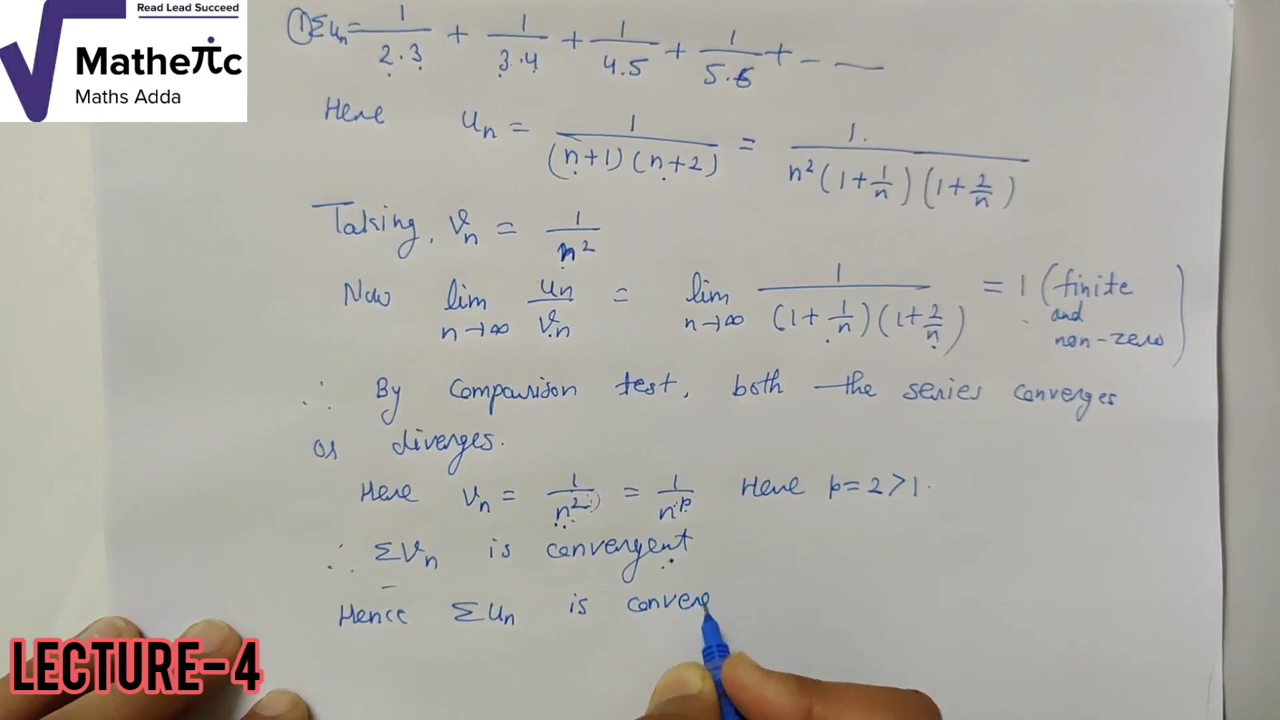 Read Lead Succeed
Matheπc
Maths Adda
① Σuₙ = 1/2·3 + 1/3·4 + 1/4.5 + 1/5·6 + - —
Here uₙ = 1/(n+1)(n+2) = 1./n²(1+1/n)(1+2/n)
Taking, vₙ = 1/n²
Now lim n→∞ uₙ/vₙ = lim n→∞ 1/(1+1/n)(1+2/n) = 1 (finite and non-zero)
∴ By comparison test, both the series converges
or diverges.
Here vₙ = 1/n² = 1/nᵖ Here p=2>1.
∴ Σvₙ is convergent
Hence Σuₙ is converg
LECTURE-4